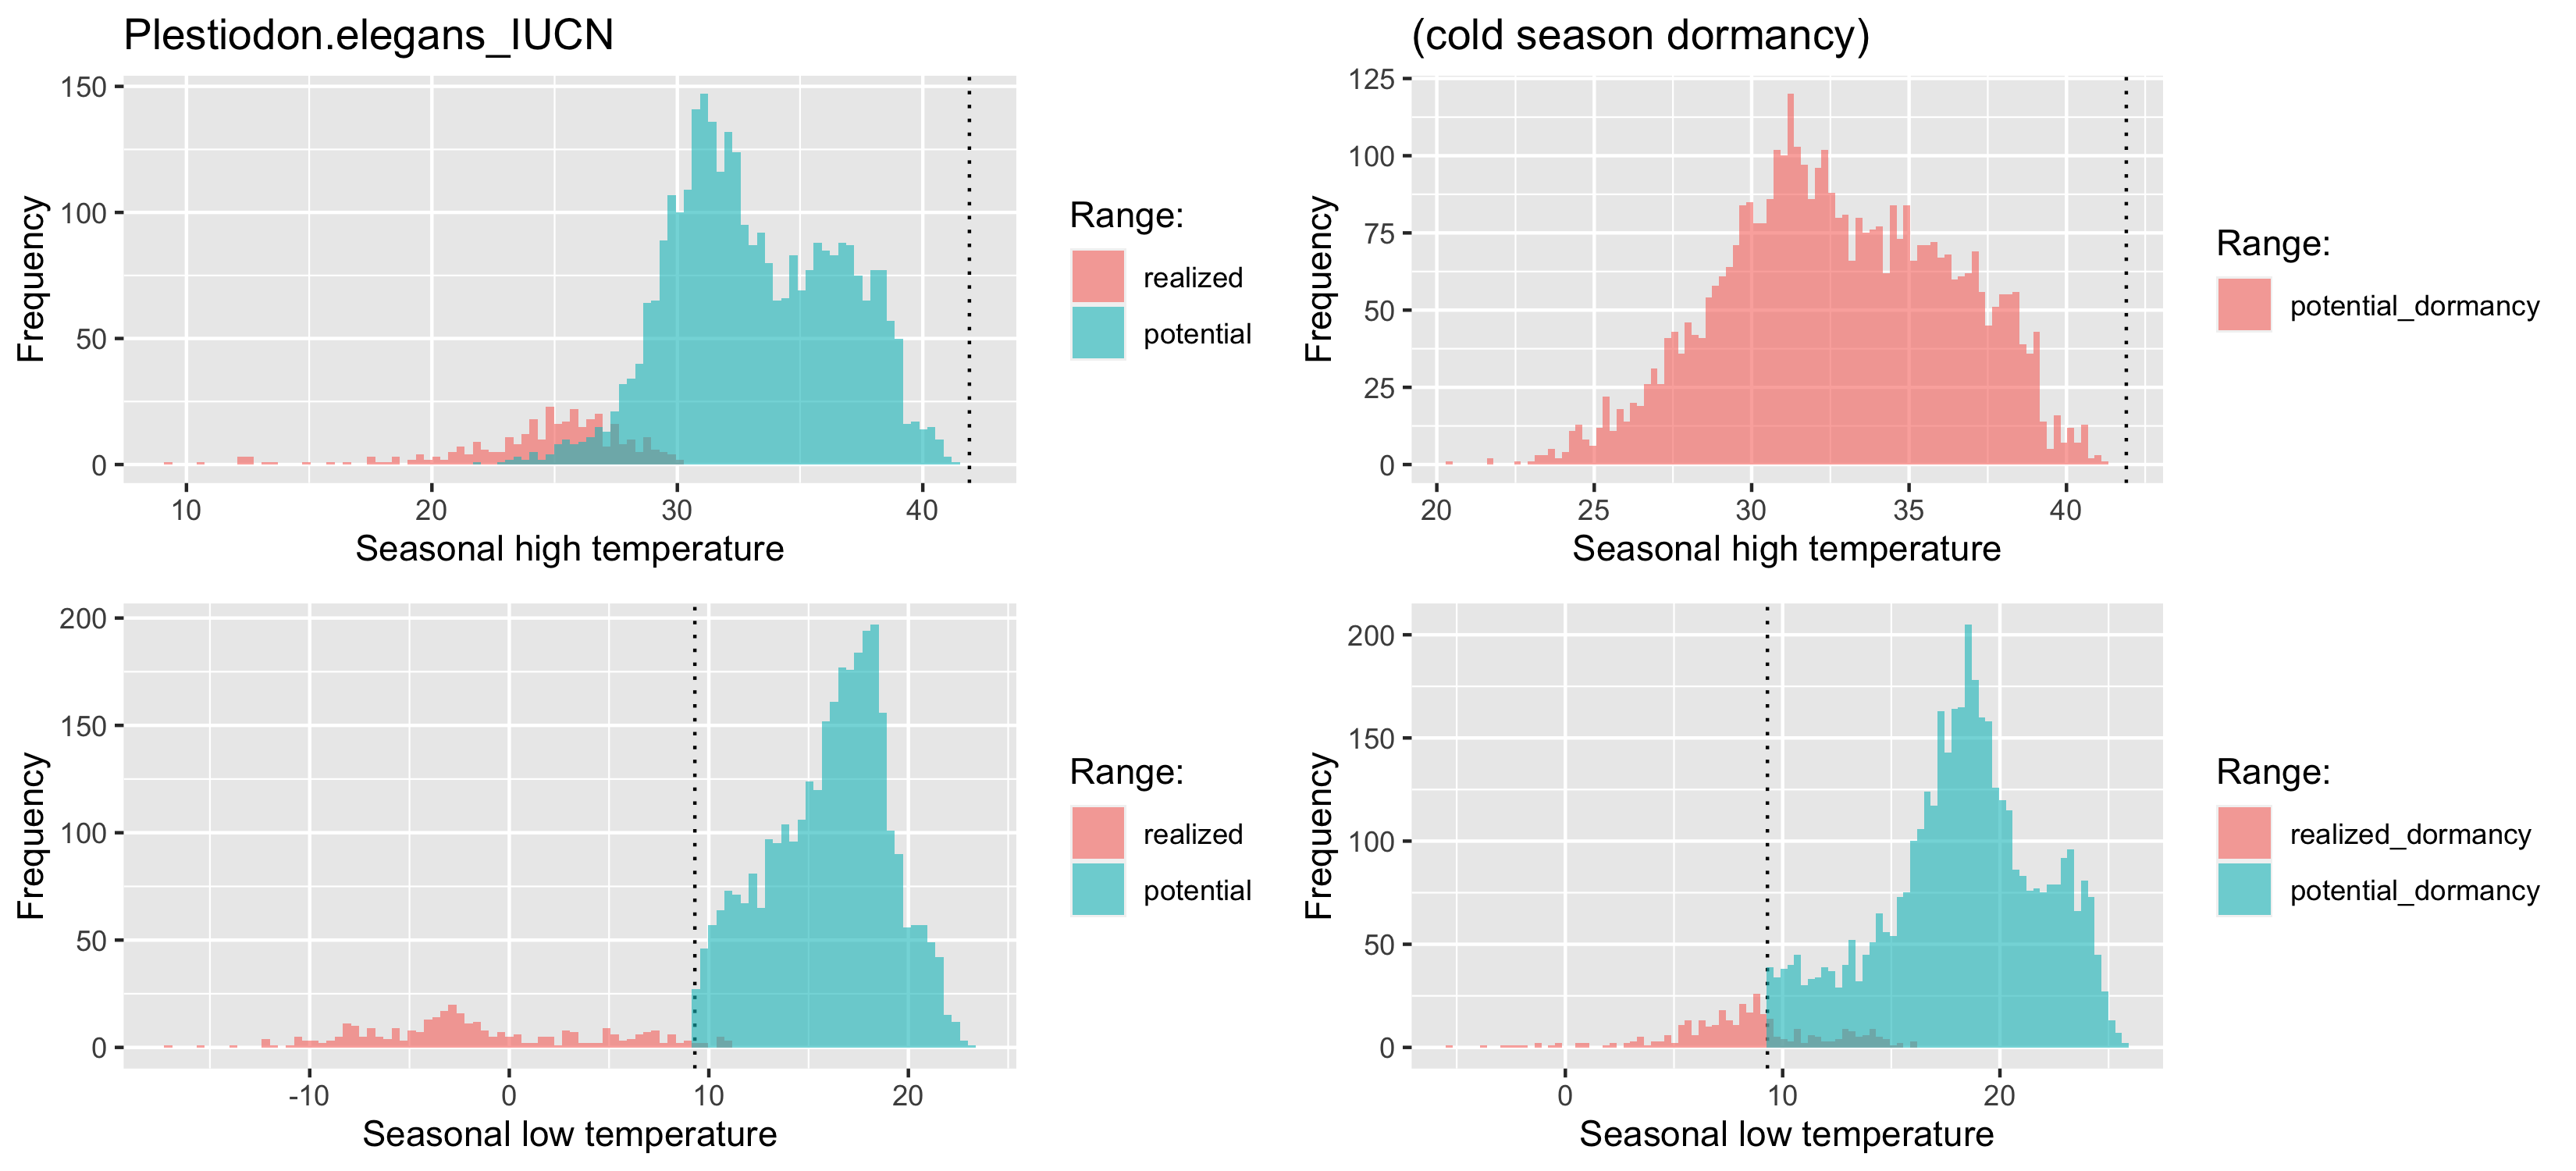 Plestiodon.elegans_IUCN
(cold season dormancy)
150
100
50
0
Frequency
10 20 30 40
Seasonal high temperature
Range:
realized
potential
125
100
75
50
25
0
Frequency
20 25 30 35 40
Seasonal high temperature
Range:
potential_dormancy
200
150
100
50
0
Frequency
-10 0 10 20
Seasonal low temperature
Range:
realized
potential
200
150
100
50
0
Frequency
0 10 20
Seasonal low temperature
Range:
realized_dormancy
potential_dormancy